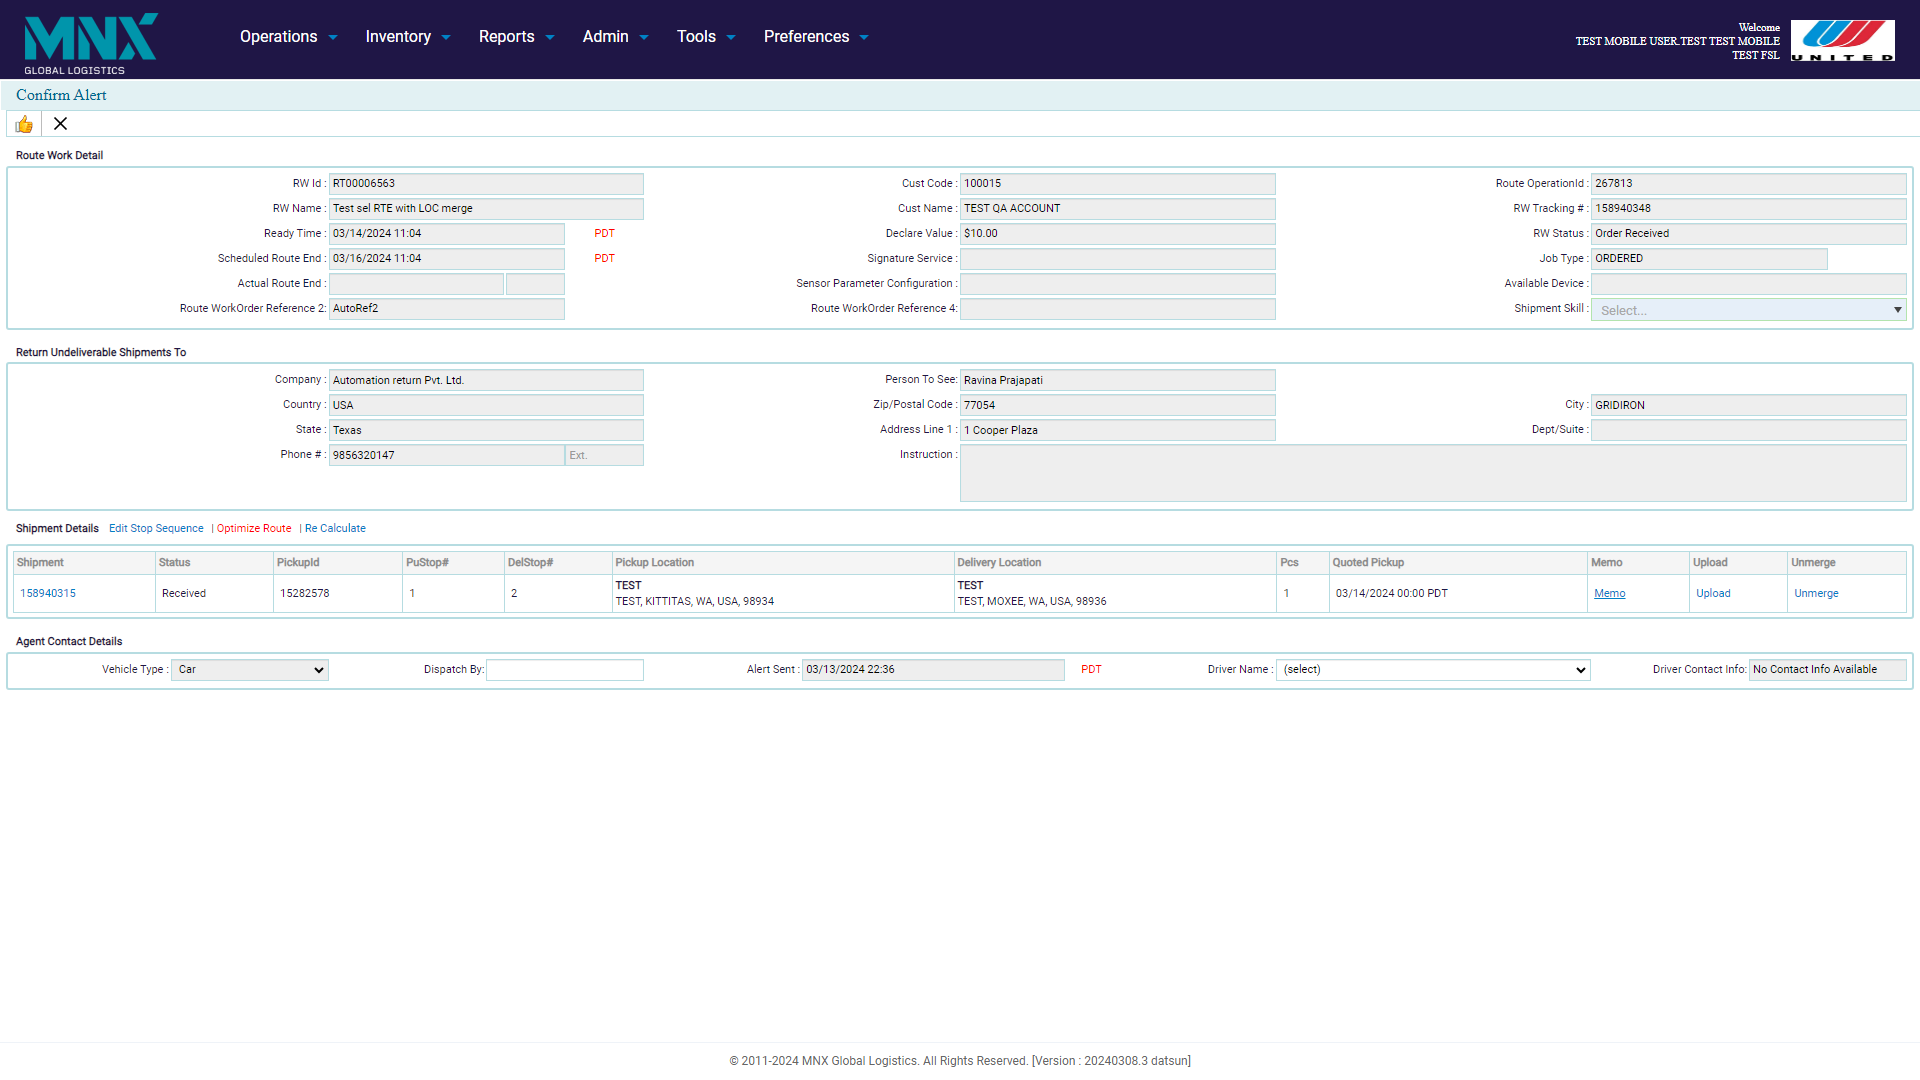 MNX
GLOBAL LOGISTICS
Operations Inventory Reports Admin Tools Preferences
Welcome
TEST MOBILE USER.TEST TEST MOBILE
TEST FSL
UNITED
Confirm Alert
Route Work Detail
RW Id : RT00006563 Cust Code : 100015 Route OperationId : 267813
RW Name : Test sel RTE with LOC merge Cust Name : TEST QA ACCOUNT RW Tracking # : 158940348
Ready Time : 03/14/2024 11:04 PDT Declare Value : $10.00 RW Status : Order Received
Scheduled Route End : 03/16/2024 11:04 PDT Signature Service : Job Type : ORDERED
Actual Route End : Sensor Parameter Configuration : Available Device :
Route WorkOrder Reference 2: AutoRef2 Route WorkOrder Reference 4: Shipment Skill : Select...
Return Undeliverable Shipments To
Company : Automation return Pvt. Ltd. Person To See: Ravina Prajapati
Country : USA Zip/Postal Code : 77054 City : GRIDIRON
State : Texas Address Line 1 : 1 Cooper Plaza Dept/Suite :
Phone # : 9856320147 Ext. Instruction :
Shipment Details Edit Stop Sequence | Optimize Route | Re Calculate
Shipment Status PickupId PuStop# DelStop# Pickup Location Delivery Location Pcs Quoted Pickup Memo Upload Unmerge
158940315 Received 15282578 1 2 TEST TEST 1 03/14/2024 00:00 PDT Memo Upload Unmerge
TEST, KITTITAS, WA, USA, 98934 TEST, MOXEE, WA, USA, 98936
Agent Contact Details
Vehicle Type : Car Dispatch By: Alert Sent : 03/13/2024 22:36 PDT Driver Name : (select) Driver Contact Info: No Contact Info Available
© 2011-2024 MNX Global Logistics. All Rights Reserved. [Version : 20240308.3 datsun]